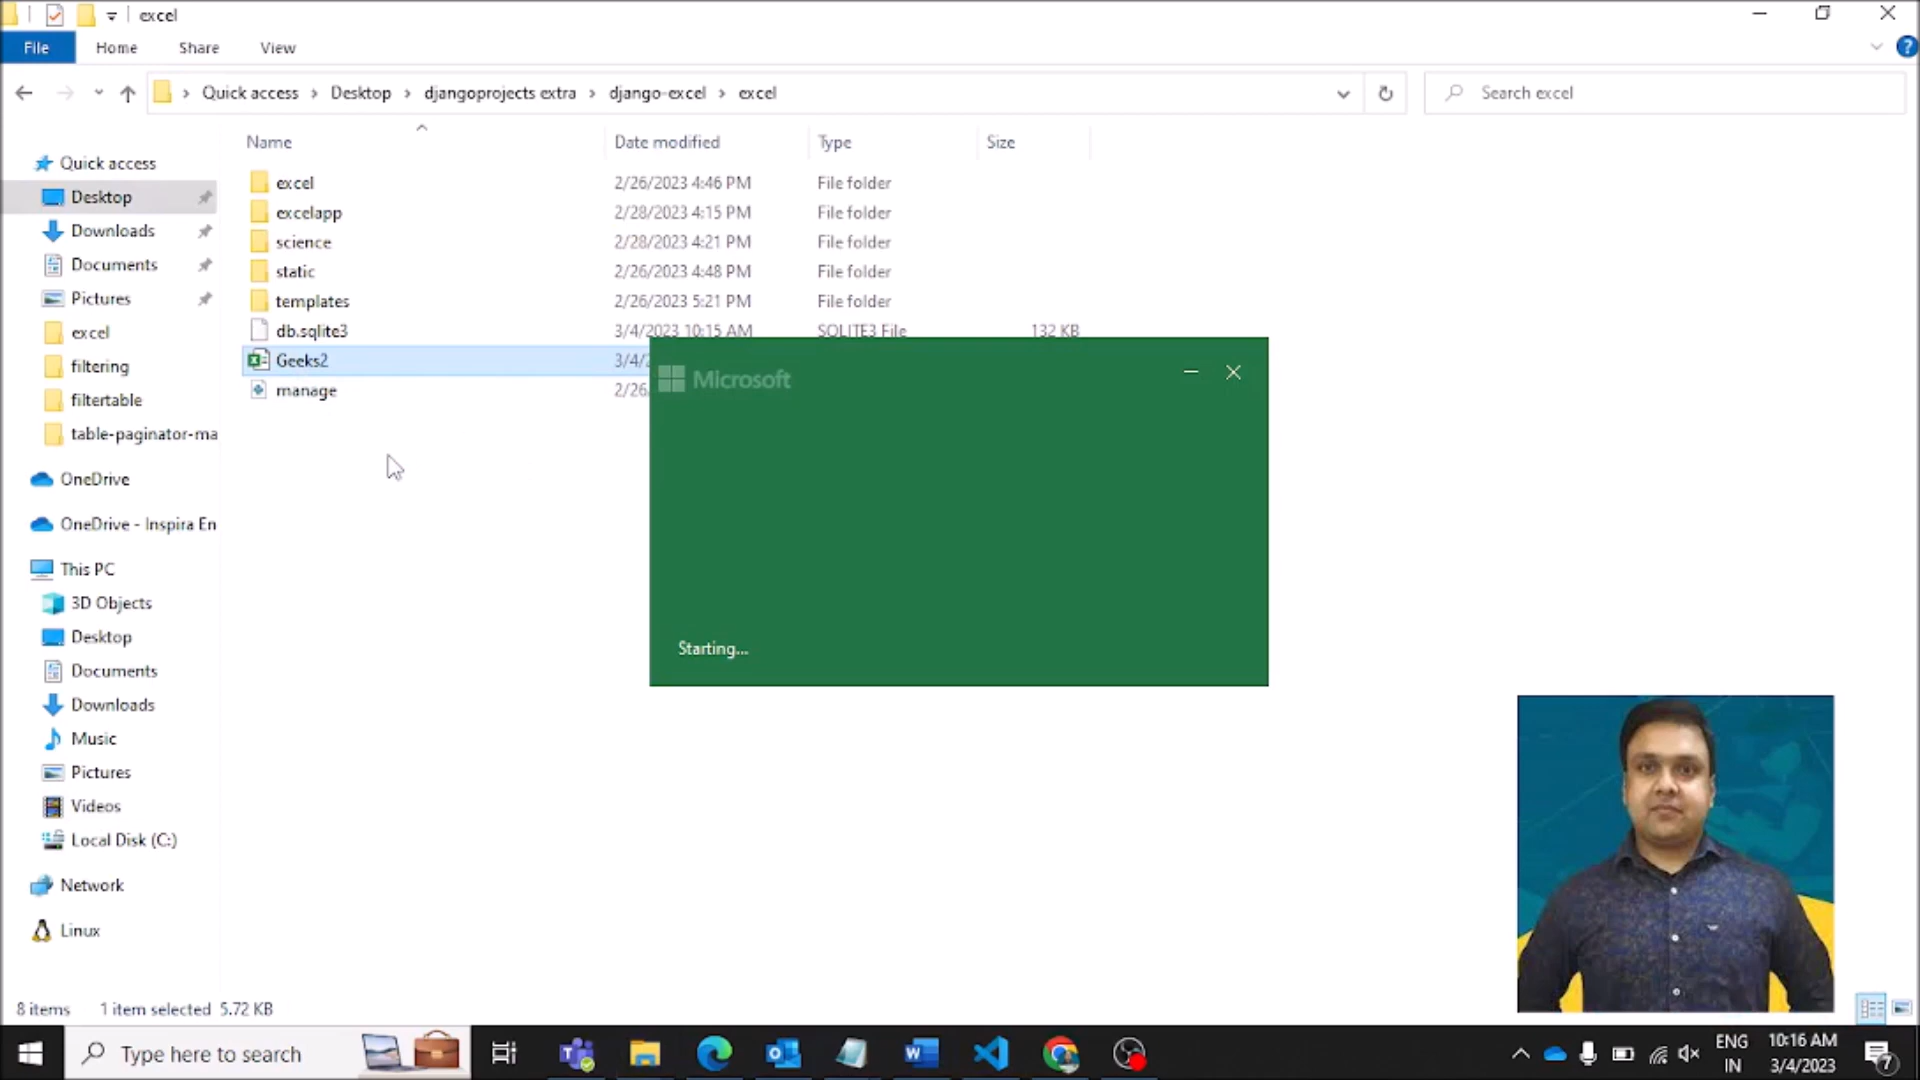 excel
File Home Share View
Quick access Desktop djangoprojects extra django-excel excel
Search excel
Name Date modified Type Size
excel 2/26/2023 4:46 PM File folder
excelapp 2/28/2023 4:15 PM File folder
science 2/28/2023 4:21 PM File folder
static 2/26/2023 4:48 PM File folder
templates 2/26/2023 5:21 PM File folder
db.sqlite3 3/4/2023 10:15 AM SQLITE3 File 132 KB
Geeks2 3/4/2
manage 2/26
Quick access
Desktop
Downloads
Documents
Pictures
excel
filtering
filtertable
table-paginator-ma
OneDrive
OneDrive - Inspira En
This PC
3D Objects
Desktop
Documents
Downloads
Music
Pictures
Videos
Local Disk (C:)
Network
Linux
Microsoft
Starting...
8 items 1 item selected 5.72 KB
Type here to search
ENG
IN
10:16 AM
3/4/2023
7